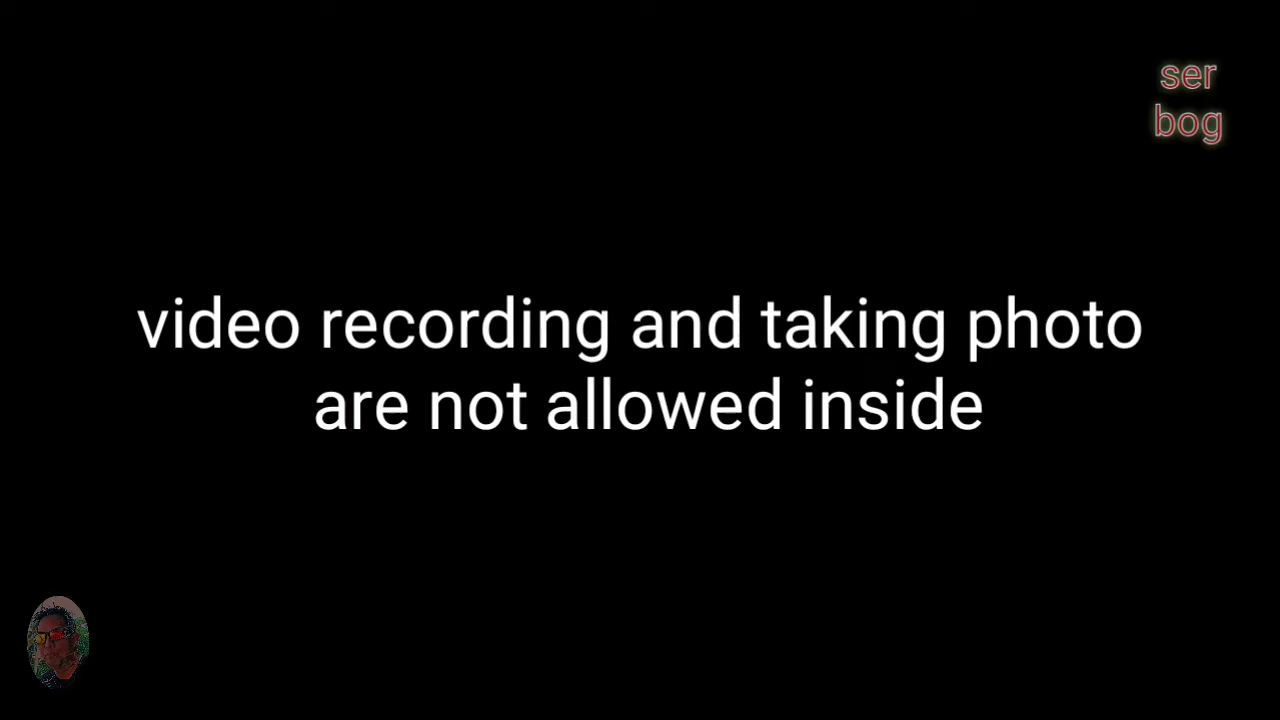 ser
bog
video recording and taking photo
are not allowed inside